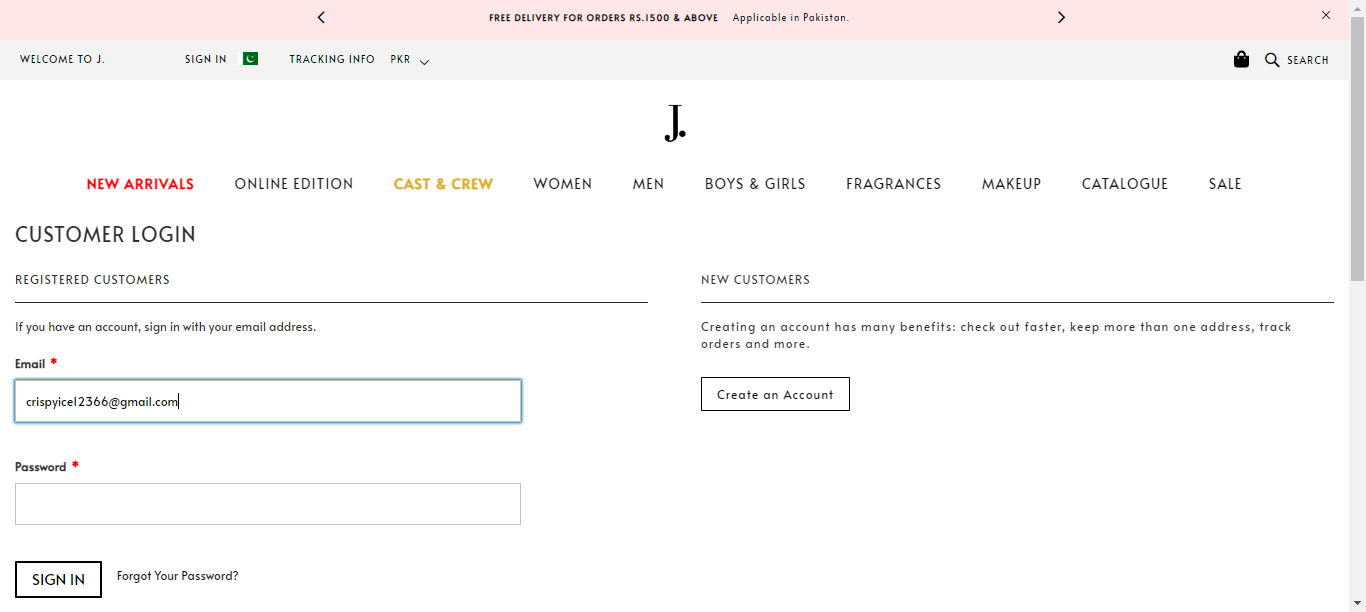 FREE DELIVERY FOR ORDERS RS.1500 & ABOVE Applicable in Pakistan.
WELCOME TO J. SIGN IN TRACKING INFO PKR SEARCH
J.
NEW ARRIVALS ONLINE EDITION CAST & CREW WOMEN MEN BOYS & GIRLS FRAGRANCES MAKEUP CATALOGUE SALE
CUSTOMER LOGIN
REGISTERED CUSTOMERS
If you have an account, sign in with your email address.
Email *
crispyice12366@gmail.com
Password *
SIGN IN Forgot Your Password?
NEW CUSTOMERS
Creating an account has many benefits: check out faster, keep more than one address, track
orders and more.
Create an Account